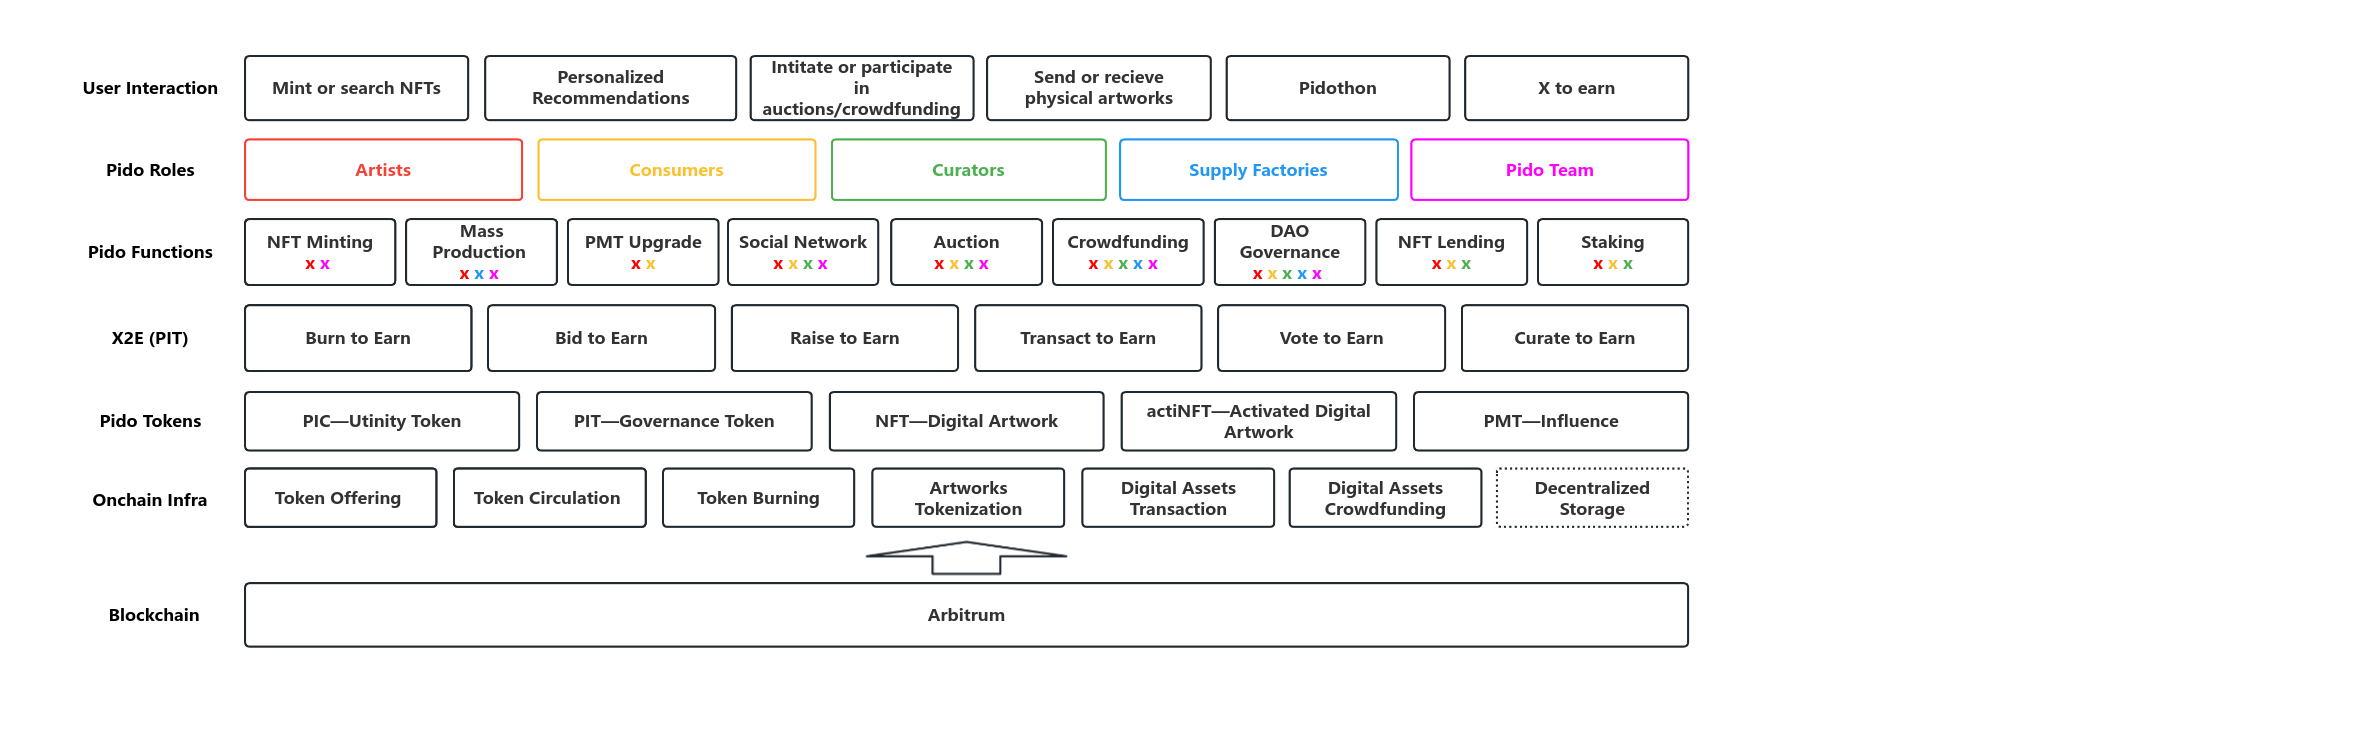 User Interaction
Mint or search NFTs
Personalized
Recommendations
Intitate or participate
in
auctions/crowdfunding
Send or recieve
physical artworks
Pidothon
X to earn
Pido Roles
Artists
Consumers
Curators
Supply Factories
Pido Team
Pido Functions
NFT Minting
x x
Mass
Production
x x x
PMT Upgrade
x x
Social Network
x x x x
Auction
x x x x
Crowdfunding
x x x x x
DAO
Governance
x x x x x
NFT Lending
x x x
Staking
x x x
X2E (PIT)
Burn to Earn
Bid to Earn
Raise to Earn
Transact to Earn
Vote to Earn
Curate to Earn
Pido Tokens
PIC—Utinity Token
PIT—Governance Token
NFT—Digital Artwork
actiNFT—Activated Digital
Artwork
PMT—Influence
Onchain Infra
Token Offering
Token Circulation
Token Burning
Artworks
Tokenization
Digital Assets
Transaction
Digital Assets
Crowdfunding
Decentralized
Storage
Blockchain
Arbitrum